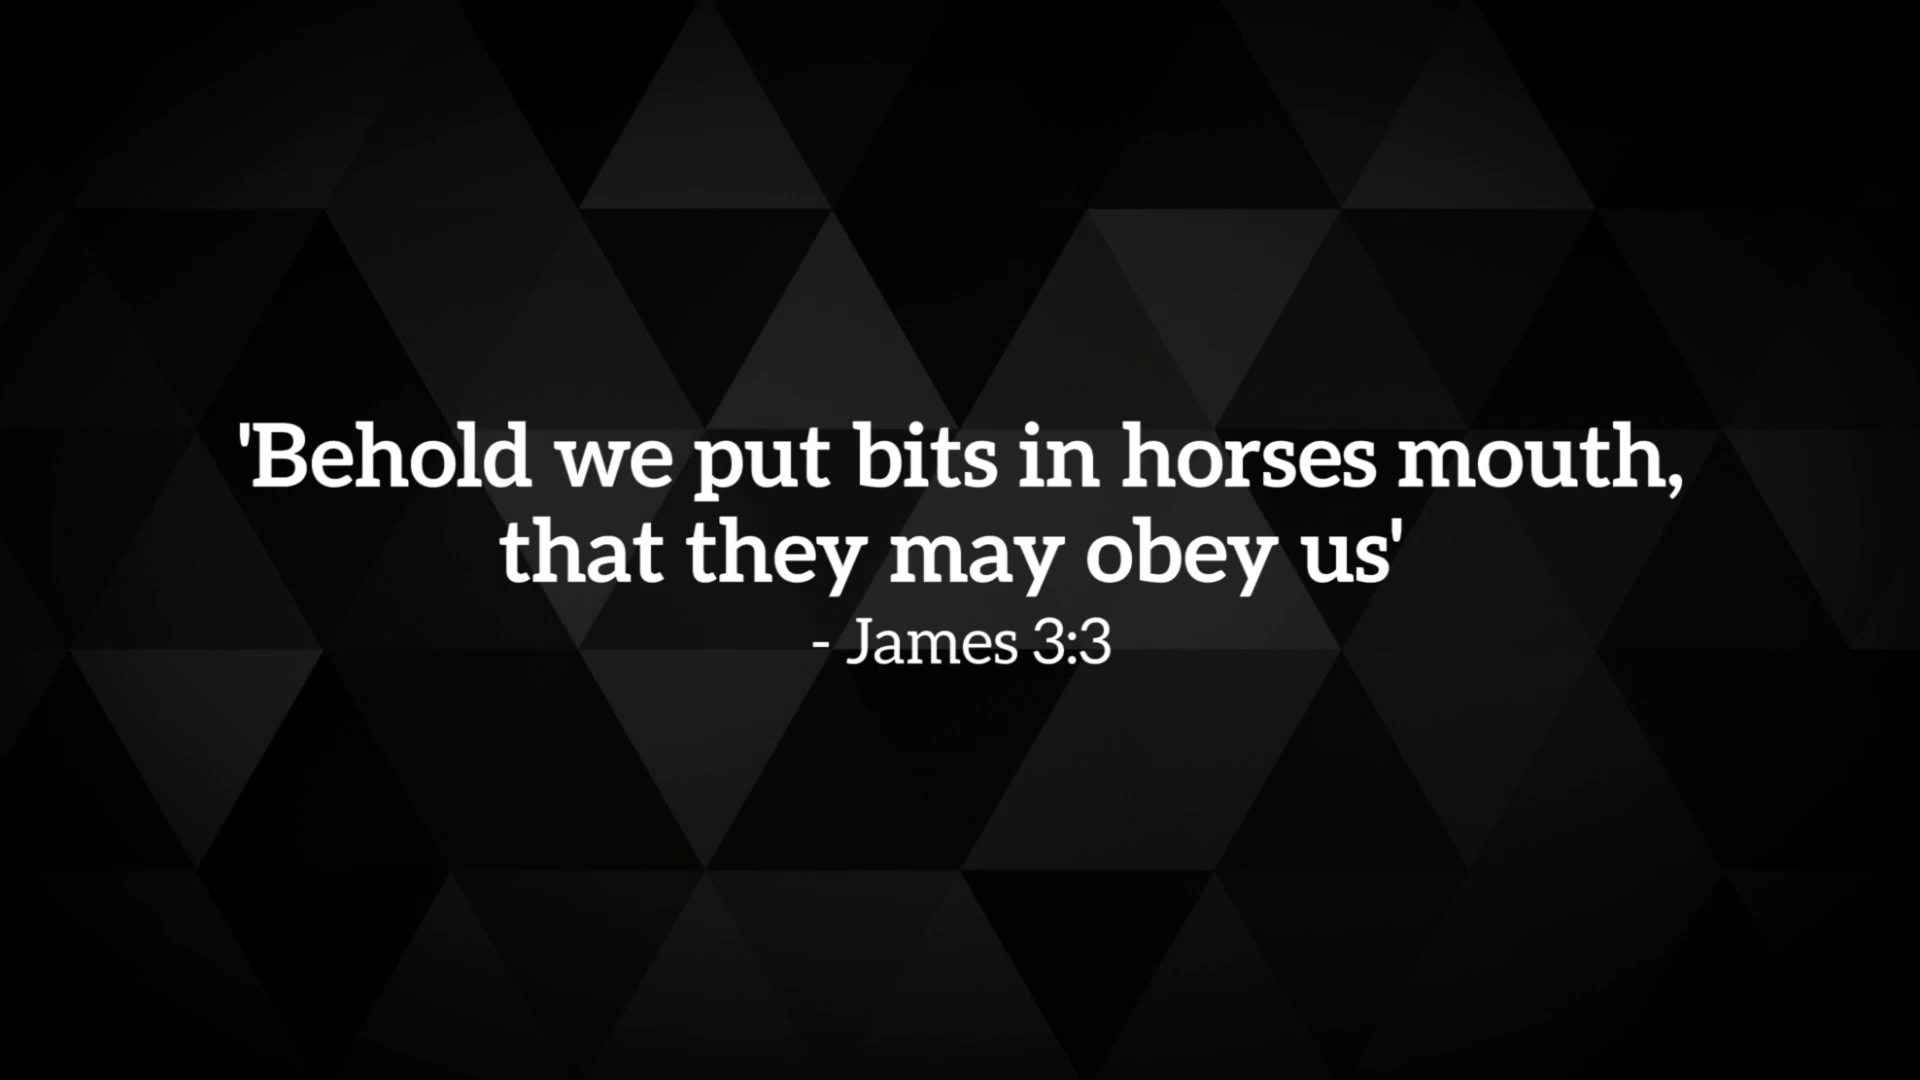 'Behold we put bits in horses mouth,
that they may obey us'
- James 3:3